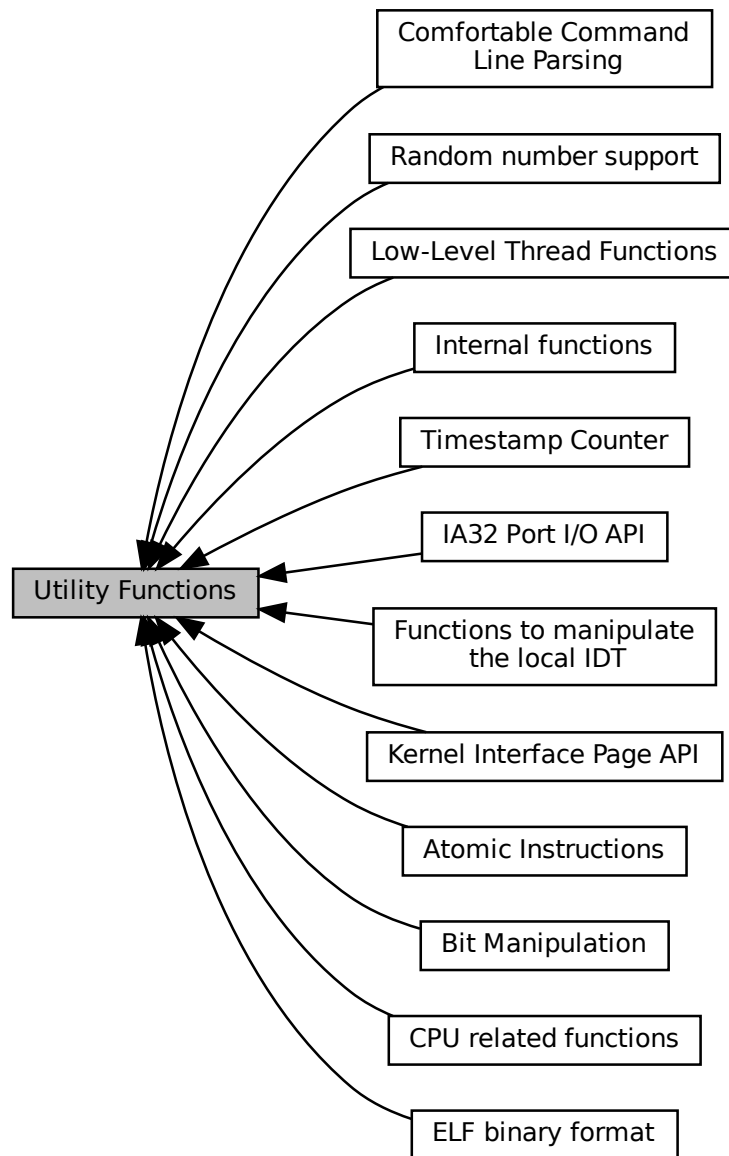 Comfortable Command
Line Parsing
Random number support
Low-Level Thread Functions
Internal functions
Timestamp Counter
IA32 Port I/O API
Utility Functions
Functions to manipulate
the local IDT
Kernel Interface Page API
Atomic Instructions
Bit Manipulation
CPU related functions
ELF binary format